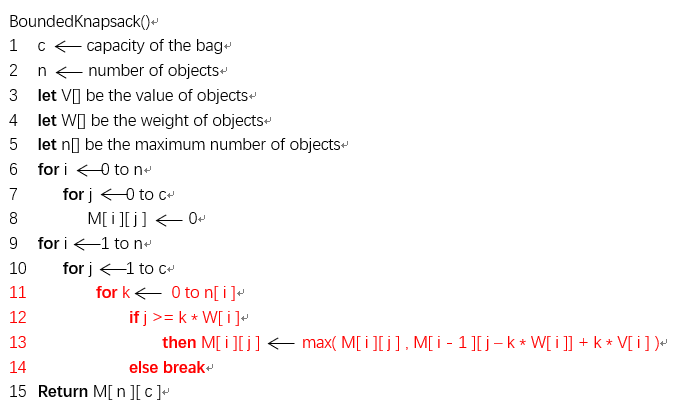 BoundedKnapsack()↵
1 c ← capacity of the bag↵
2 n ← number of objects↵
3 let V[] be the value of objects↵
4 let W[] be the weight of objects↵
5 let n[] be the maximum number of objects↵
6 for i ←0 to n↵
7 for j ←0 to c↵
8 M[ i ][ j ] ← 0↵
9 for i ←1 to n↵
10 for j ←1 to c↵
11 for k ← 0 to n[ i ]↵
12 if j >= k * W[ i ]↵
13 then M[ i ][ j ] ← max( M[ i ][ j ] , M[ i - 1 ][ j – k * W[ i ]] + k * V[ i ] )↵
14 else break↵
15 Return M[ n ][ c ]↵